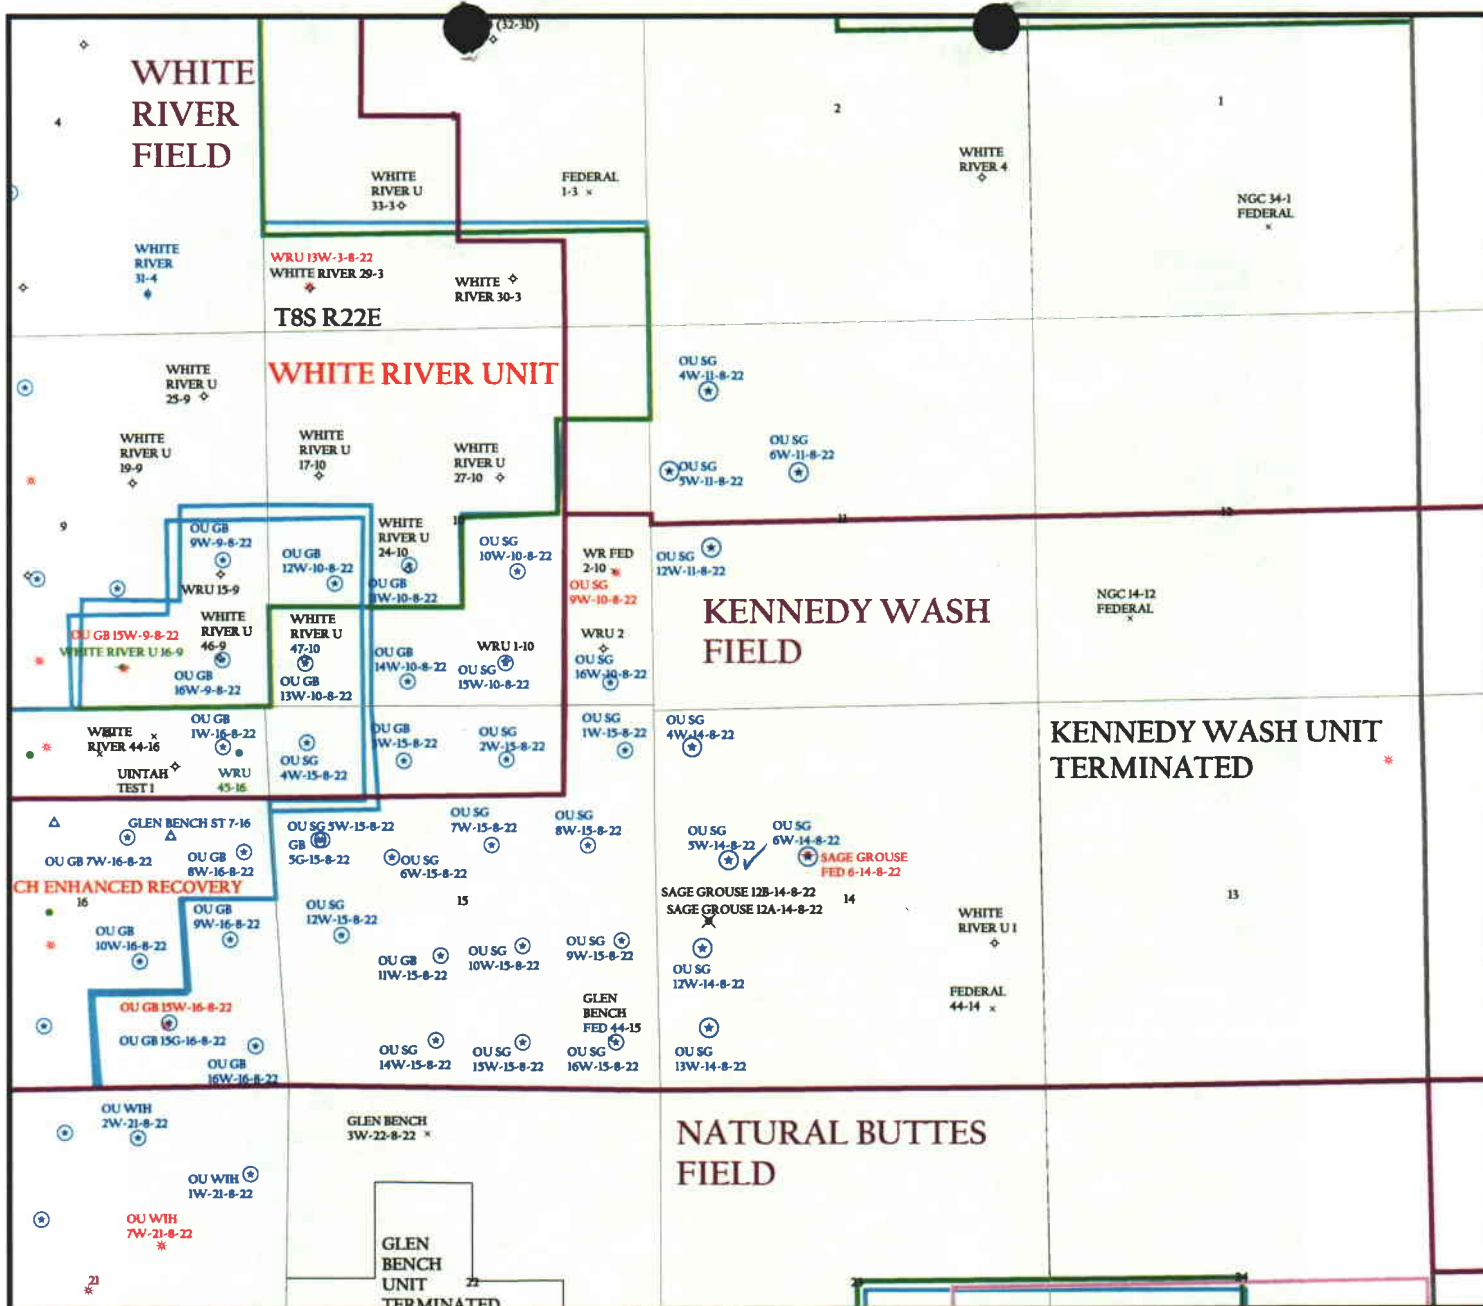 (32-3D)
WHITE
RIVER
FIELD
4
2
1
WHITE
RIVER U
33-3
FEDERAL
1-3
WHITE
RIVER 4
NGC 34-1
FEDERAL
WHITE
RIVER
31-4
WRU 13W-3-8-22
WHITE RIVER 29-3
WHITE
RIVER 30-3
T8S R22E
WHITE RIVER UNIT
WHITE
RIVER U
25-9
OU SG
4W-11-8-22
WHITE
RIVER U
19-9
WHITE
RIVER U
17-10
WHITE
RIVER U
27-10
OU SG
6W-11-8-22
OU SG
5W-11-8-22
9
10
11
12
OU GB
9W-9-8-22
WHITE
RIVER U
24-10
OU GB
12W-10-8-22
OU GB
11W-10-8-22
OU SG
10W-10-8-22
WR FED
2-10
OU SG
9W-10-8-22
OU SG
12W-11-8-22
WRU 15-9
KENNEDY WASH
FIELD
NGC 14-12
FEDERAL
OU GB 15W-9-8-22
WHITE RIVER U 16-9
WHITE
RIVER U
46-9
OU GB
16W-9-8-22
WHITE
RIVER U
47-10
OU GB
13W-10-8-22
OU GB
14W-10-8-22
WRU 1-10
OU SG
15W-10-8-22
WRU 2
OU SG
16W-10-8-22
WHITE
RIVER 44-16
UINTAH
TEST 1
OU GB
1W-16-8-22
WRU
45-16
OU SG
4W-15-8-22
OU GB
3W-15-8-22
OU SG
2W-15-8-22
OU SG
1W-15-8-22
OU SG
4W-14-8-22
KENNEDY WASH UNIT
TERMINATED
GLEN BENCH ST 7-16
OU GB 7W-16-8-22
OU GB
8W-16-8-22
OU SG 5W-15-8-22
GB
5G-15-8-22
OU SG
6W-15-8-22
OU SG
7W-15-8-22
OU SG
8W-15-8-22
OU SG
5W-14-8-22
OU SG
6W-14-8-22
SAGE GROUSE
FED 6-14-8-22
CH ENHANCED RECOVERY
16
15
14
13
SAGE GROUSE 12B-14-8-22
SAGE GROUSE 12A-14-8-22
OU GB
9W-16-8-22
OU GB
10W-16-8-22
OU SG
12W-15-8-22
OU GB
11W-15-8-22
OU SG
10W-15-8-22
OU SG
9W-15-8-22
OU SG
12W-14-8-22
WHITE
RIVER U 1
FEDERAL
44-14
OU GB 15W-16-8-22
OU GB 15G-16-8-22
OU GB
16W-16-8-22
OU SG
14W-15-8-22
OU SG
15W-15-8-22
GLEN
BENCH
FED 44-15
OU SG
16W-15-8-22
OU SG
13W-14-8-22
OU WIH
2W-21-8-22
GLEN BENCH
3W-22-8-22
NATURAL BUTTES
FIELD
OU WIH
1W-21-8-22
OU WIH
7W-21-8-22
21
GLEN
BENCH
UNIT
TERMINATED
22
23
24